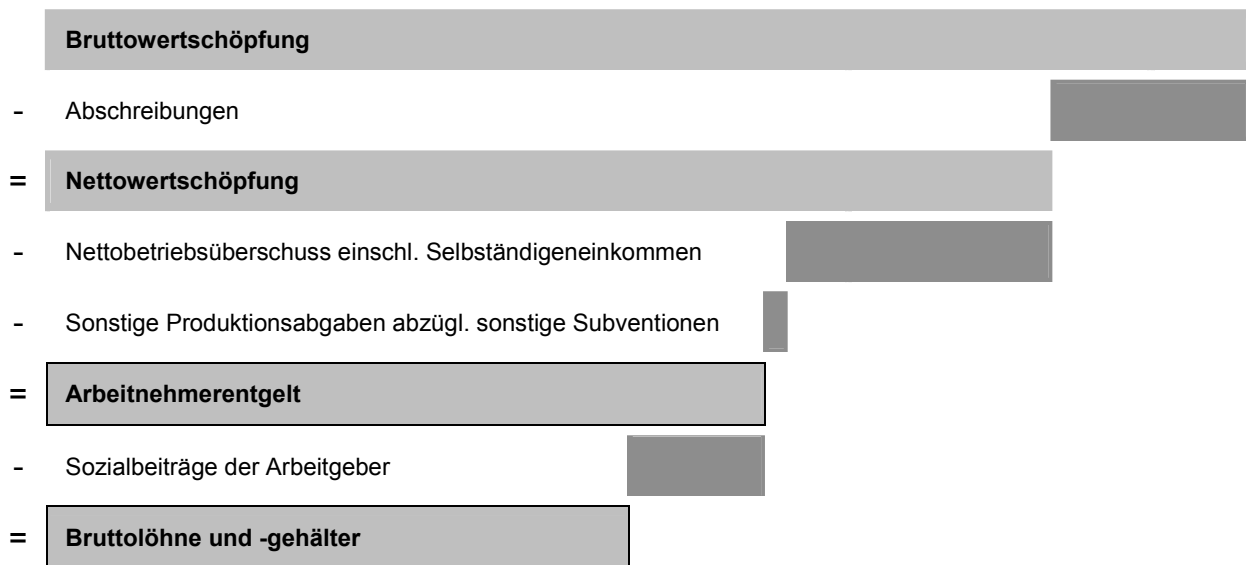 Bruttowertschöpfung
- Abschreibungen
= Nettowertschöpfung
- Nettobetriebsüberschuss einschl. Selbständigeneinkommen
- Sonstige Produktionsabgaben abzügl. sonstige Subventionen
= Arbeitnehmerentgelt
- Sozialbeiträge der Arbeitgeber
= Bruttolöhne und -gehälter